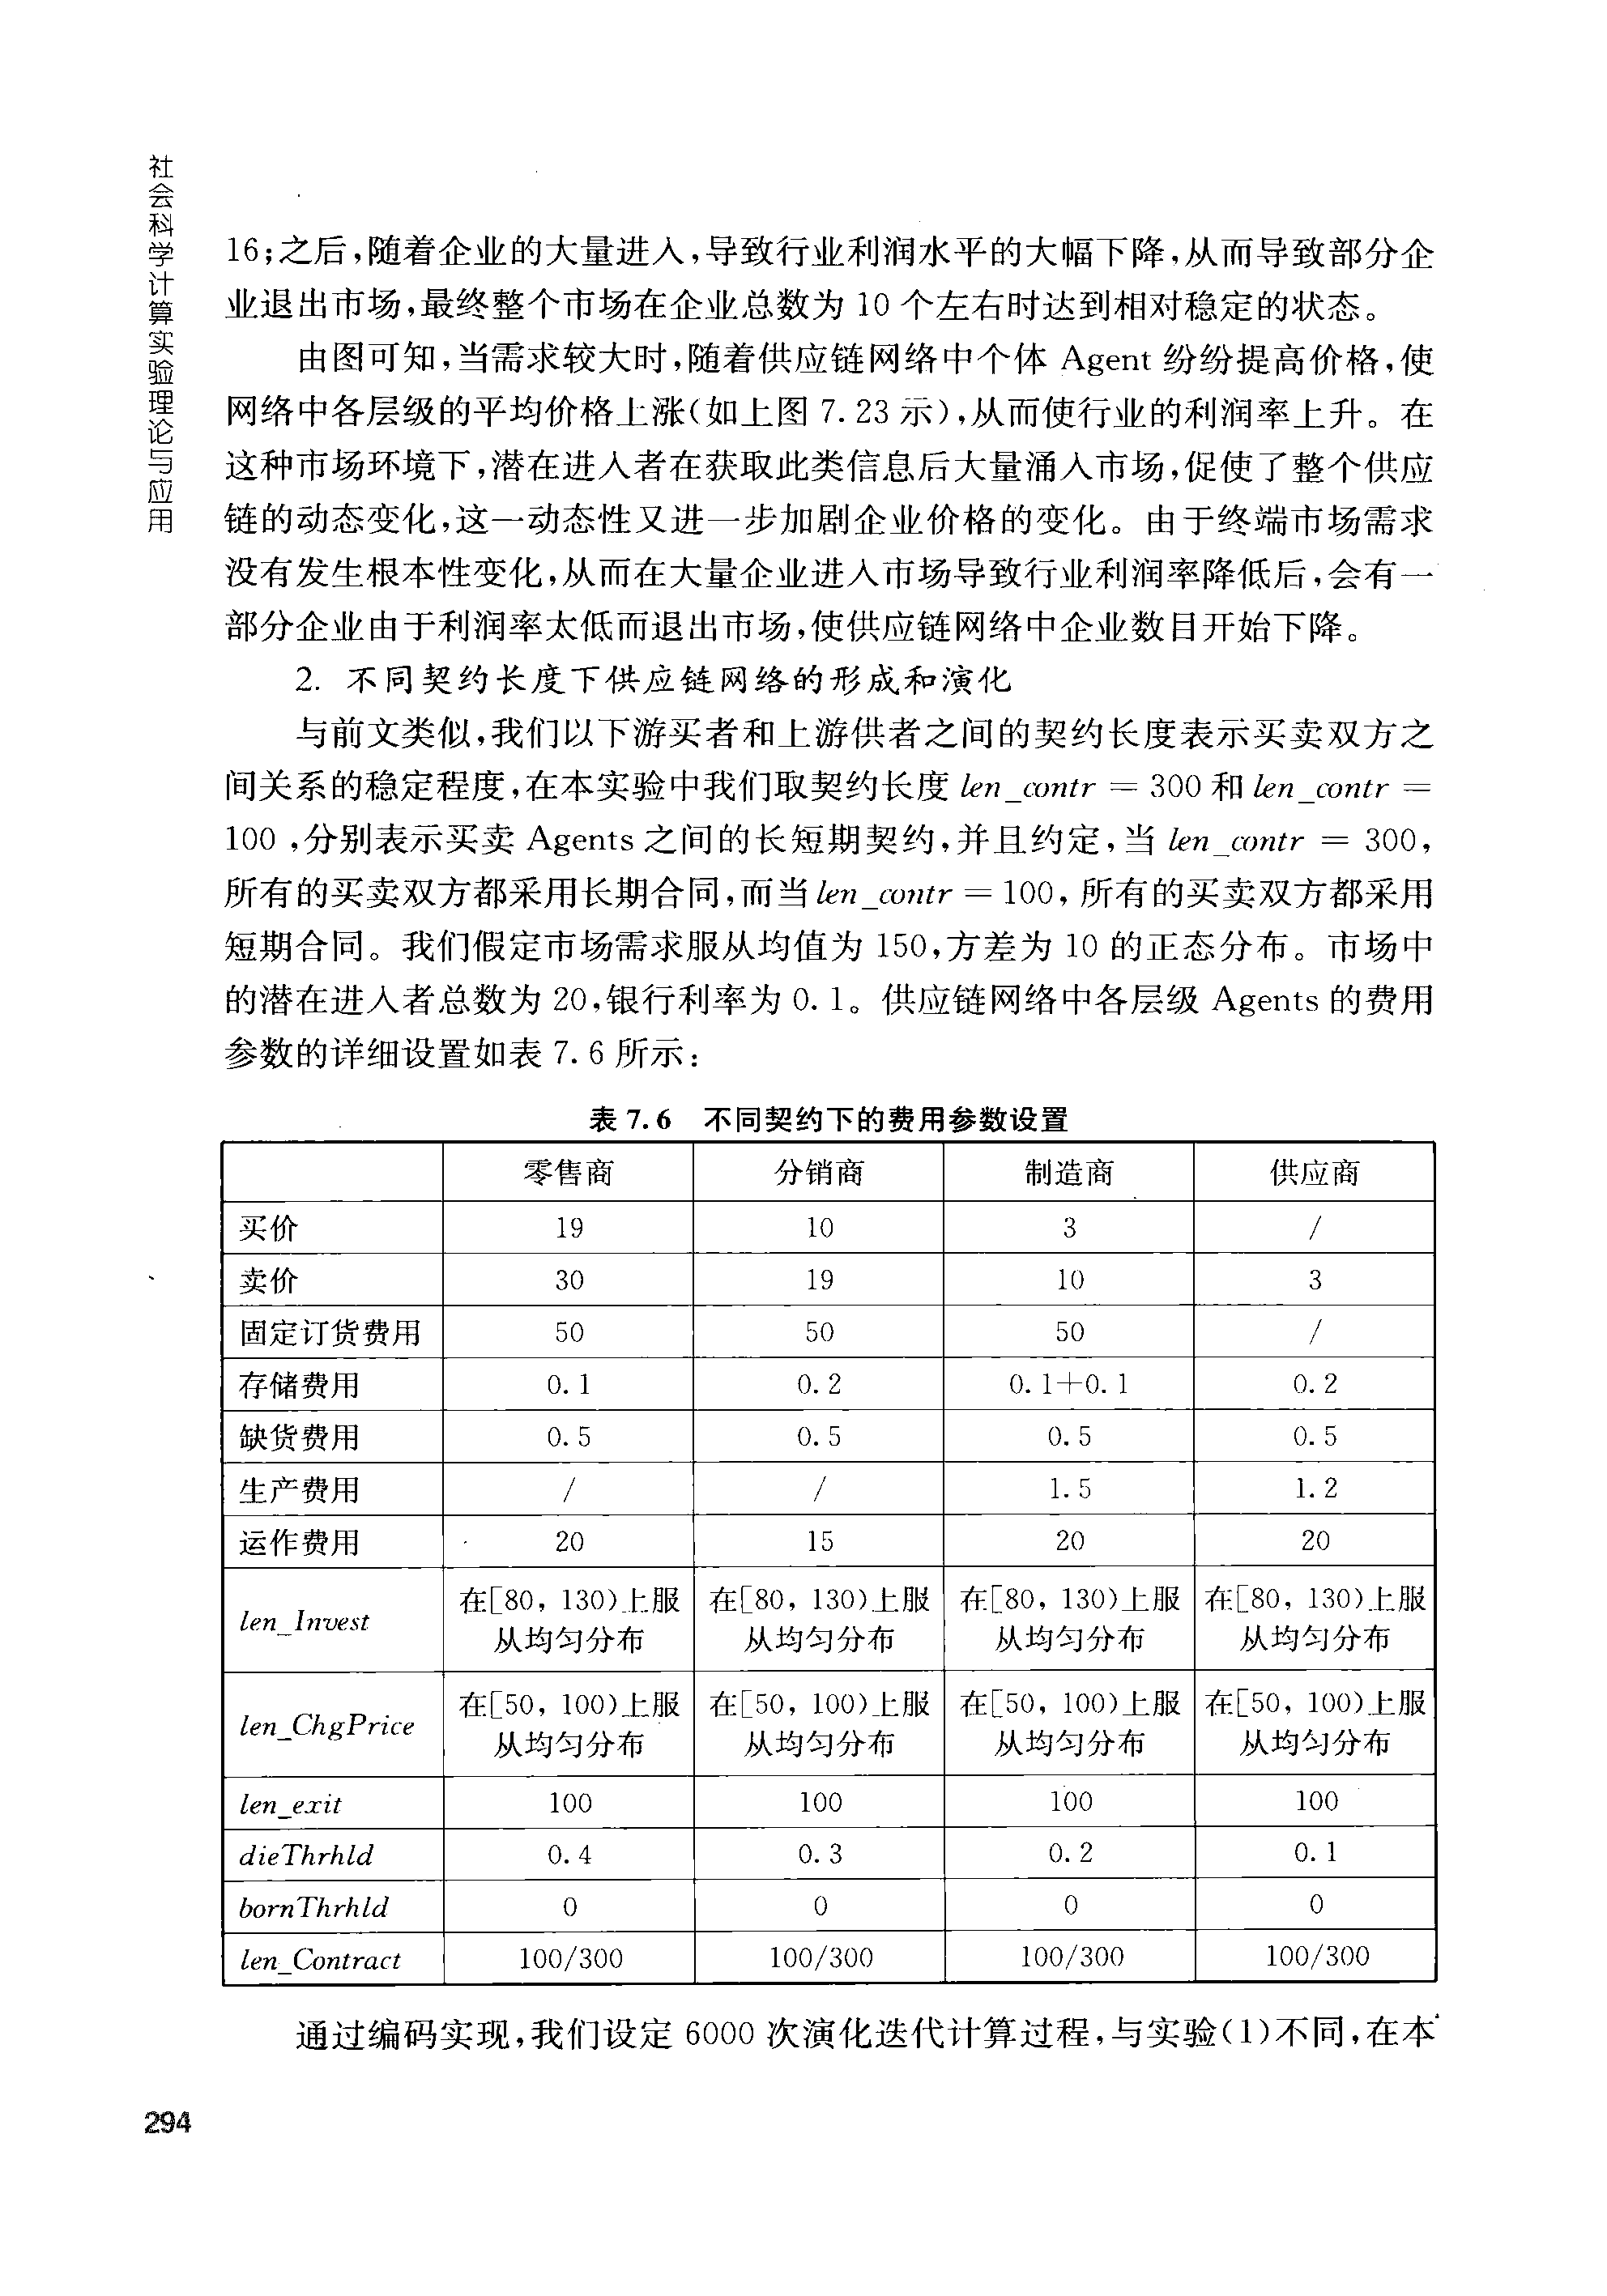 社会科学计算实验理论与应用
16;之后,随着企业的大量进入,导致行业利润水平的大幅下降,从而导致部分企
业退出市场,最终整个市场在企业总数为 10 个左右时达到相对稳定的状态。
由图可知,当需求较大时,随着供应链网络中个体 Agent 纷纷提高价格,使
网络中各层级的平均价格上涨(如上图 7.23 示),从而使行业的利润率上升。在
这种市场环境下,潜在进入者在获取此类信息后大量涌入市场,促使了整个供应
链的动态变化,这一动态性又进一步加剧企业价格的变化。由于终端市场需求
没有发生根本性变化,从而在大量企业进入市场导致行业利润率降低后,会有一
部分企业由于利润率太低而退出市场,使供应链网络中企业数目开始下降。
2. 不同契约长度下供应链网络的形成和演化
与前文类似,我们以下游买者和上游供者之间的契约长度表示买卖双方之
间关系的稳定程度,在本实验中我们取契约长度 len_contr = 300 和 len_contr =
100 ,分别表示买卖 Agents 之间的长短期契约,并且约定,当 len_contr = 300,
所有的买卖双方都采用长期合同,而当 len_contr = 100, 所有的买卖双方都采用
短期合同。我们假定市场需求服从均值为 150,方差为 10 的正态分布。市场中
的潜在进入者总数为 20,银行利率为 0.1。供应链网络中各层级 Agents 的费用
参数的详细设置如表 7.6 所示:
表 7.6 不同契约下的费用参数设置
零售商 分销商 制造商 供应商
买价 19 10 3 /
卖价 30 19 10 3
固定订货费用 50 50 50 /
存储费用 0.1 0.2 0.1+0.1 0.2
缺货费用 0.5 0.5 0.5 0.5
生产费用 / / 1.5 1.2
运作费用 20 15 20 20
len_Invest 在[80, 130)上服从均匀分布 在[80, 130)上服从均匀分布 在[80, 130)上服从均匀分布 在[80, 130)上服从均匀分布
len_ChgPrice 在[50, 100)上服从均匀分布 在[50, 100)上服从均匀分布 在[50, 100)上服从均匀分布 在[50, 100)上服从均匀分布
len_exit 100 100 100 100
dieThrhld 0.4 0.3 0.2 0.1
bornThrhld 0 0 0 0
len_Contract 100/300 100/300 100/300 100/300
通过编码实现,我们设定 6000 次演化迭代计算过程,与实验(1)不同,在本
294